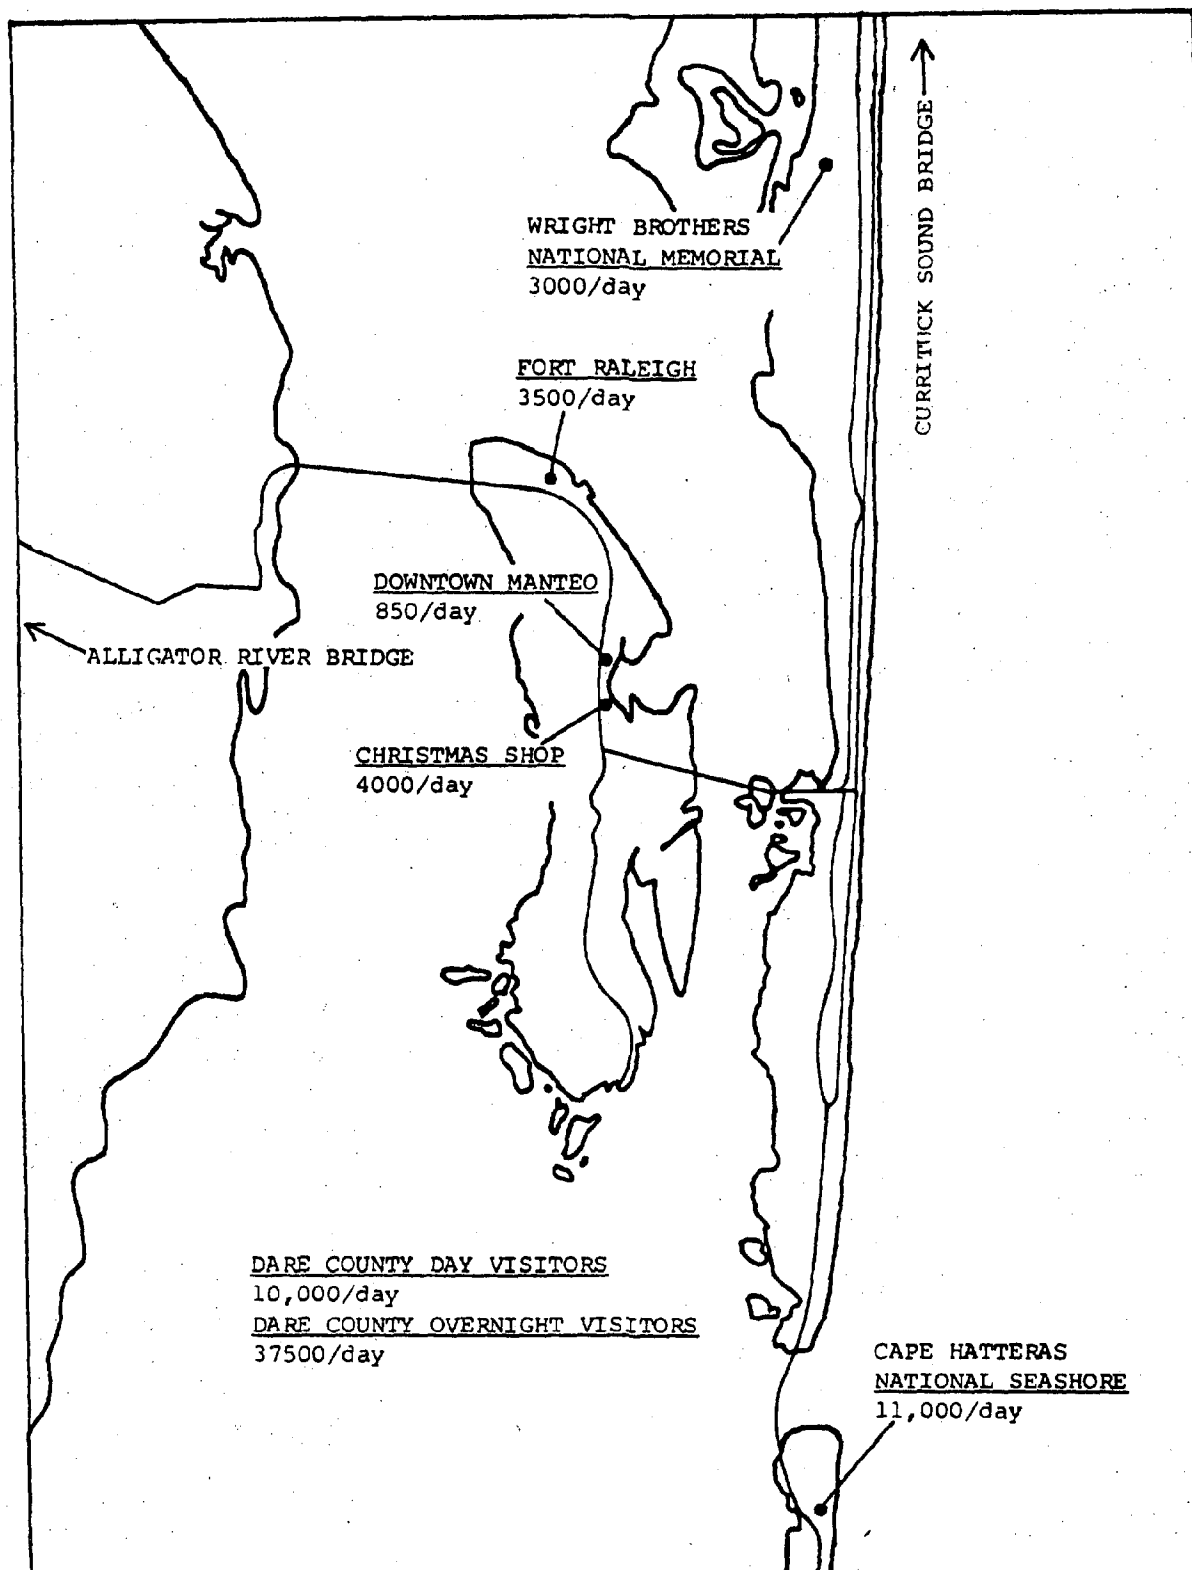 CURRITUCK SOUND BRIDGE
WRIGHT BROTHERS
NATIONAL MEMORIAL
3000/day
FORT RALEIGH
3500/day
DOWNTOWN MANTEO
850/day
ALLIGATOR RIVER BRIDGE
CHRISTMAS SHOP
4000/day
DARE COUNTY DAY VISITORS
10,000/day
DARE COUNTY OVERNIGHT VISITORS
37500/day
CAPE HATTERAS
NATIONAL SEASHORE
11,000/day